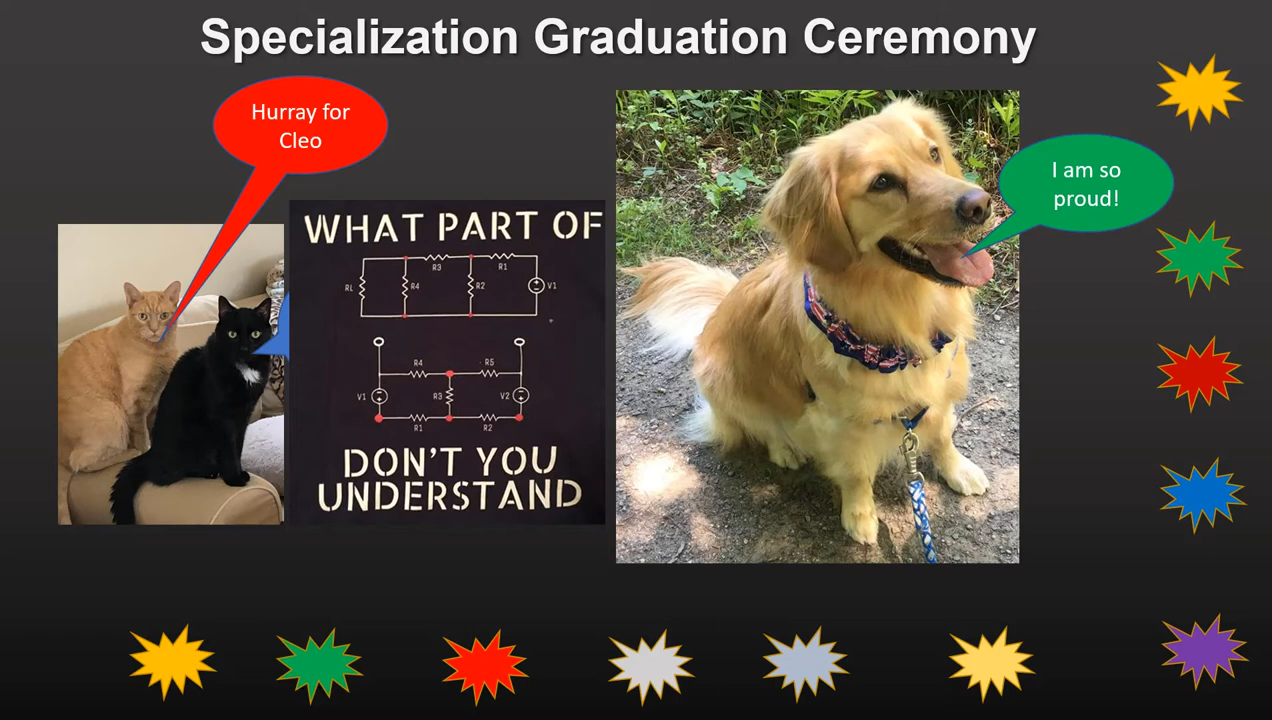 Specialization Graduation Ceremony
Hurray for
Cleo
I am so
proud!
WHAT PART OF
R3
R1
RL
R4
R2
V1
R4
R5
V1
R3
V2
R1
R2
DON'T YOU
UNDERSTAND